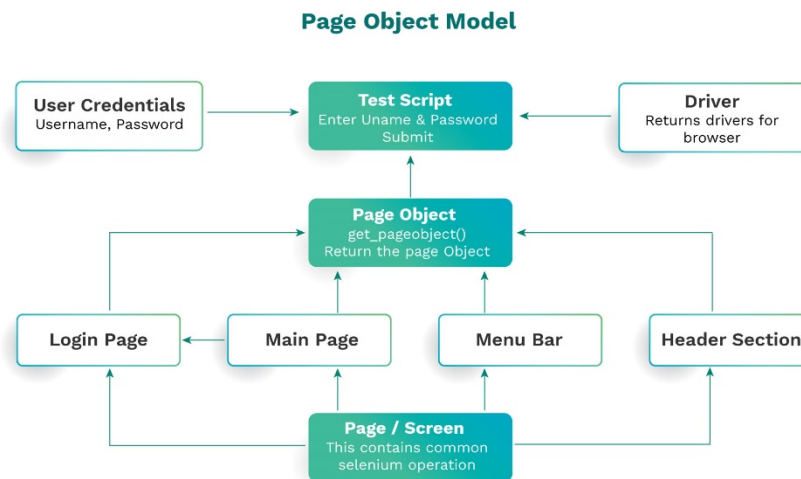 Page Object Model
User Credentials
Username, Password
Test Script
Enter Uname & Password
Submit
Driver
Returns drivers for
browser
Page Object
get_pageobject()
Return the page Object
Login Page
Main Page
Menu Bar
Header Section
Page / Screen
This contains common
selenium operation